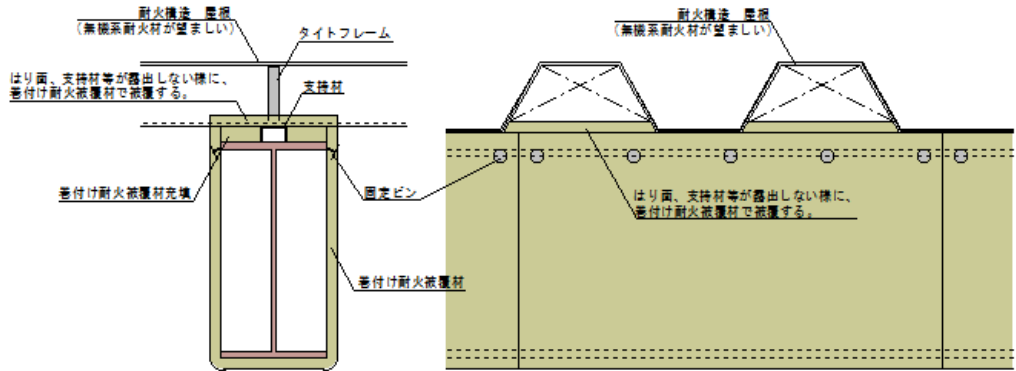 耐火構造 屋根
（無機系耐火材が望ましい）
タイトフレーム
はり面、支持材等が露出しない様に、
巻付け耐火被覆材で被覆する。
支持材
巻付け耐火被覆材充填
固定ピン
巻付け耐火被覆材
耐火構造 屋根
（無機系耐火材が望ましい）
はり面、支持材等が露出しない様に、
巻付け耐火被覆材で被覆する。